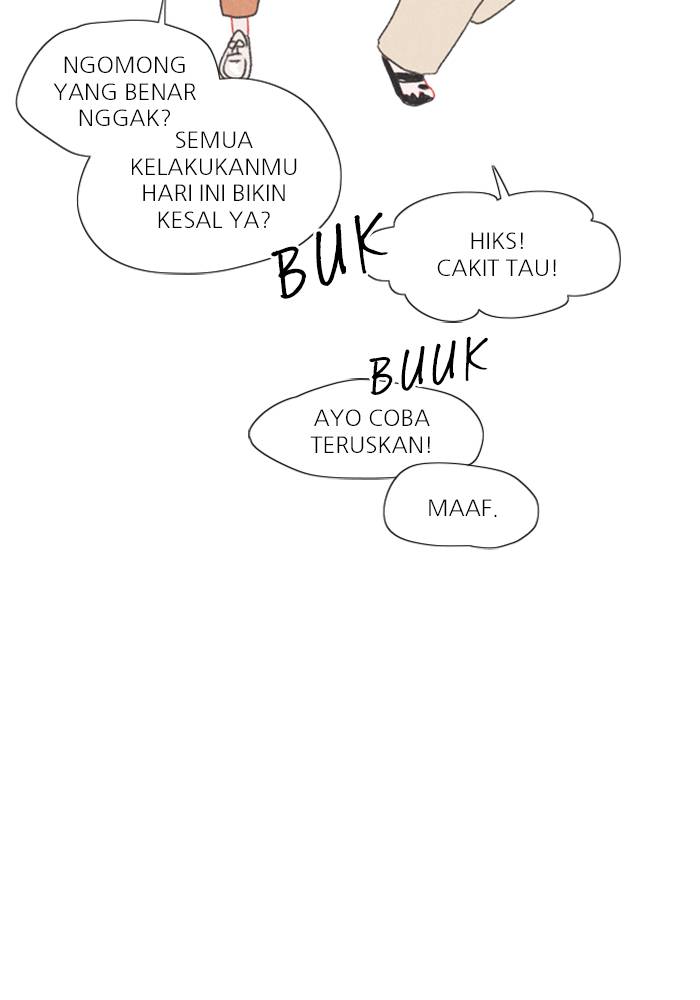 NGOMONG
YANG BENAR
NGGAK?
SEMUA
KELAKUKANMU
HARI INI BIKIN
KESAL YA?
BUK
HIKS!
CAKIT TAU!
BUUK
AYO COBA
TERUSKAN!
MAAF.